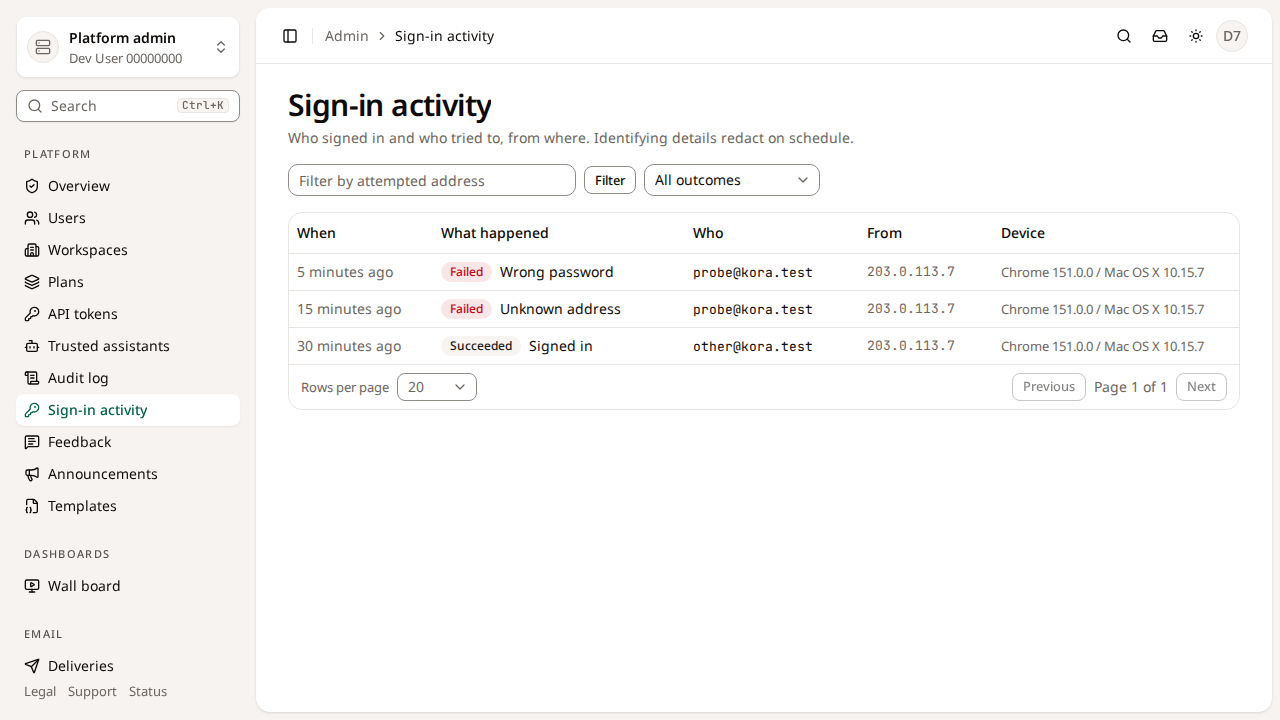 Platform admin
Dev User 00000000
Search Ctrl+K
PLATFORM
Overview
Users
Workspaces
Plans
API tokens
Trusted assistants
Audit log
Sign-in activity
Feedback
Announcements
Templates
DASHBOARDS
Wall board
EMAIL
Deliveries
Legal Support Status
Admin > Sign-in activity
D7
Sign-in activity
Who signed in and who tried to, from where. Identifying details redact on schedule.
Filter by attempted address Filter All outcomes
When What happened Who From Device
5 minutes ago Failed Wrong password probe@kora.test 203.0.113.7 Chrome 151.0.0 / Mac OS X 10.15.7
15 minutes ago Failed Unknown address probe@kora.test 203.0.113.7 Chrome 151.0.0 / Mac OS X 10.15.7
30 minutes ago Succeeded Signed in other@kora.test 203.0.113.7 Chrome 151.0.0 / Mac OS X 10.15.7
Rows per page 20 Previous Page 1 of 1 Next